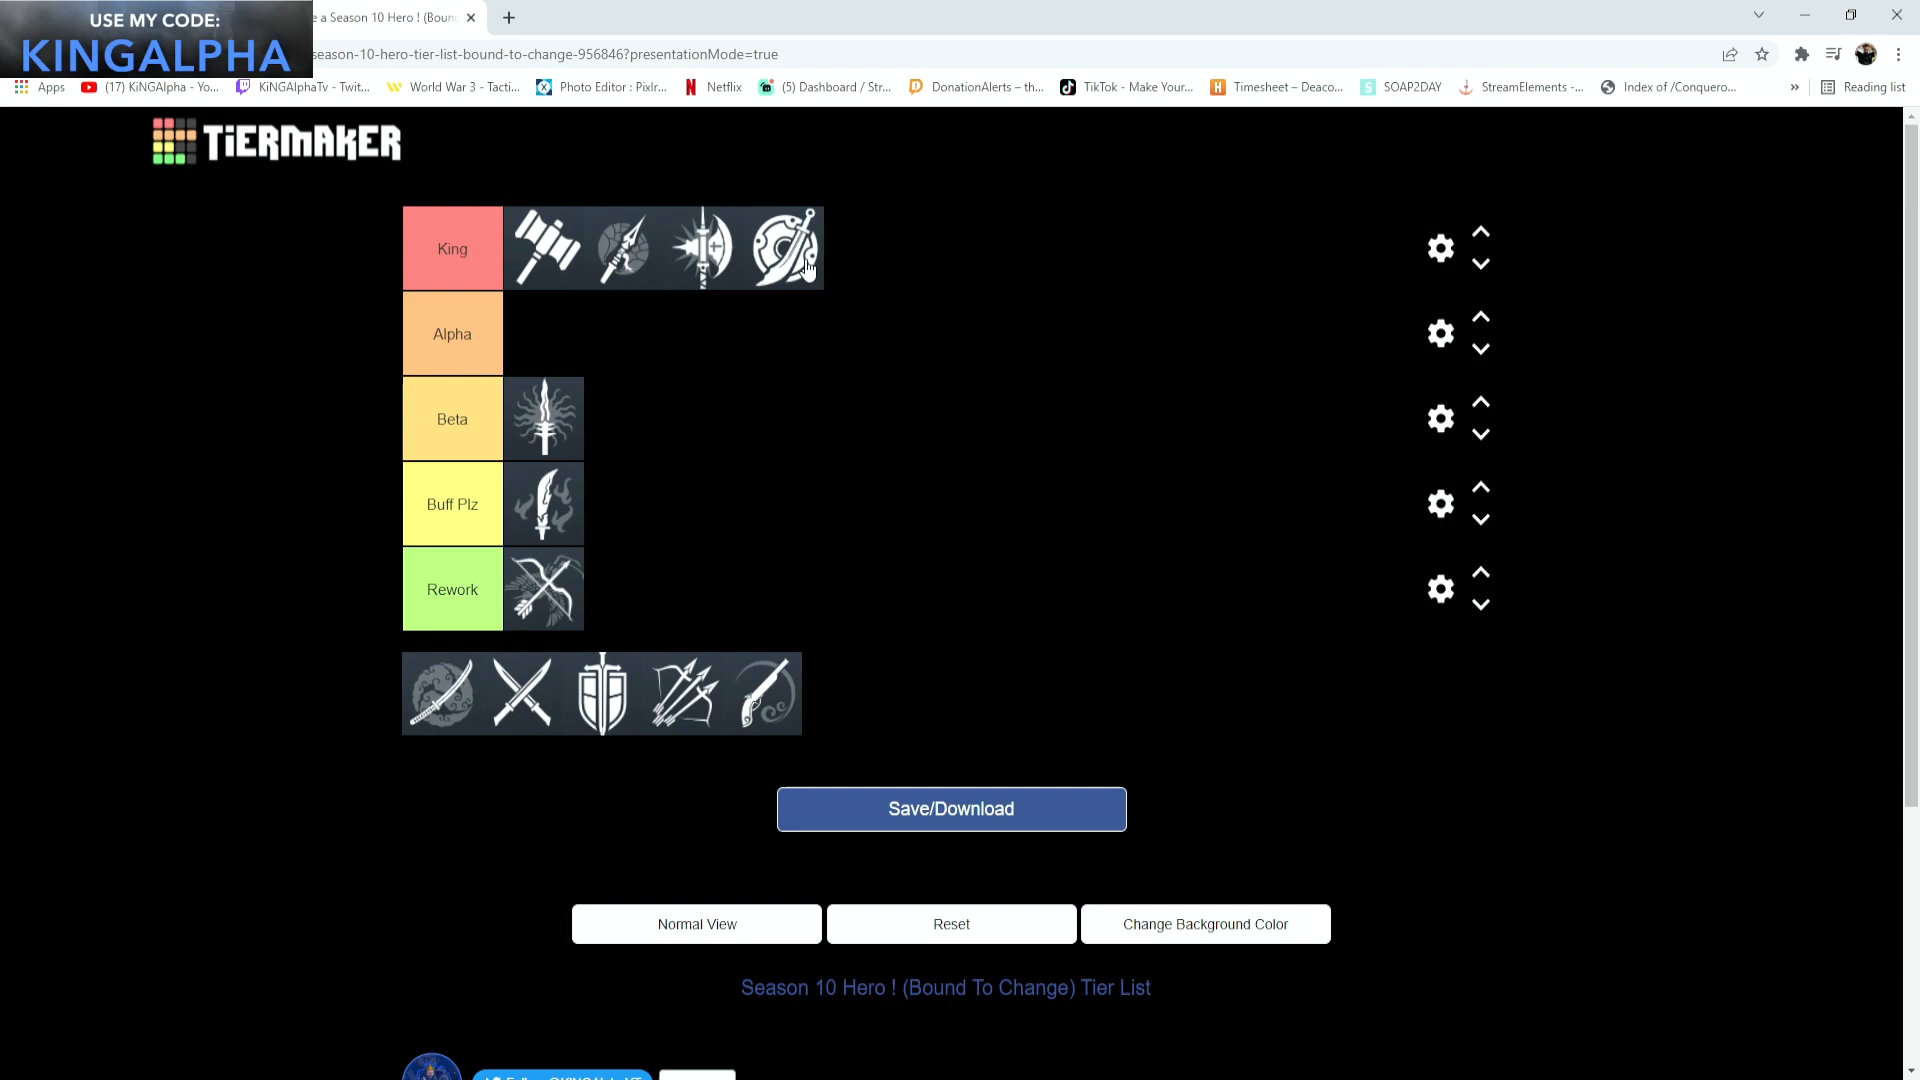 USE MY CODE:
KINGALPHA
e a Season 10 Hero ! (Boun
season-10-hero-tier-list-bound-to-change-956846?presentationMode=true
Apps
(17) KiNGAlpha - Yo...
KiNGAlphaTv - Twit...
World War 3 - Tacti...
Photo Editor : Pixlr...
Netflix
(5) Dashboard / Str...
DonationAlerts – th...
TikTok - Make Your...
Timesheet – Deaco...
SOAP2DAY
StreamElements -...
Index of /Conquero...
»
Reading list
TiERMAKER
King
Alpha
Beta
Buff Plz
Rework
Save/Download
Normal View
Reset
Change Background Color
Season 10 Hero ! (Bound To Change) Tier List